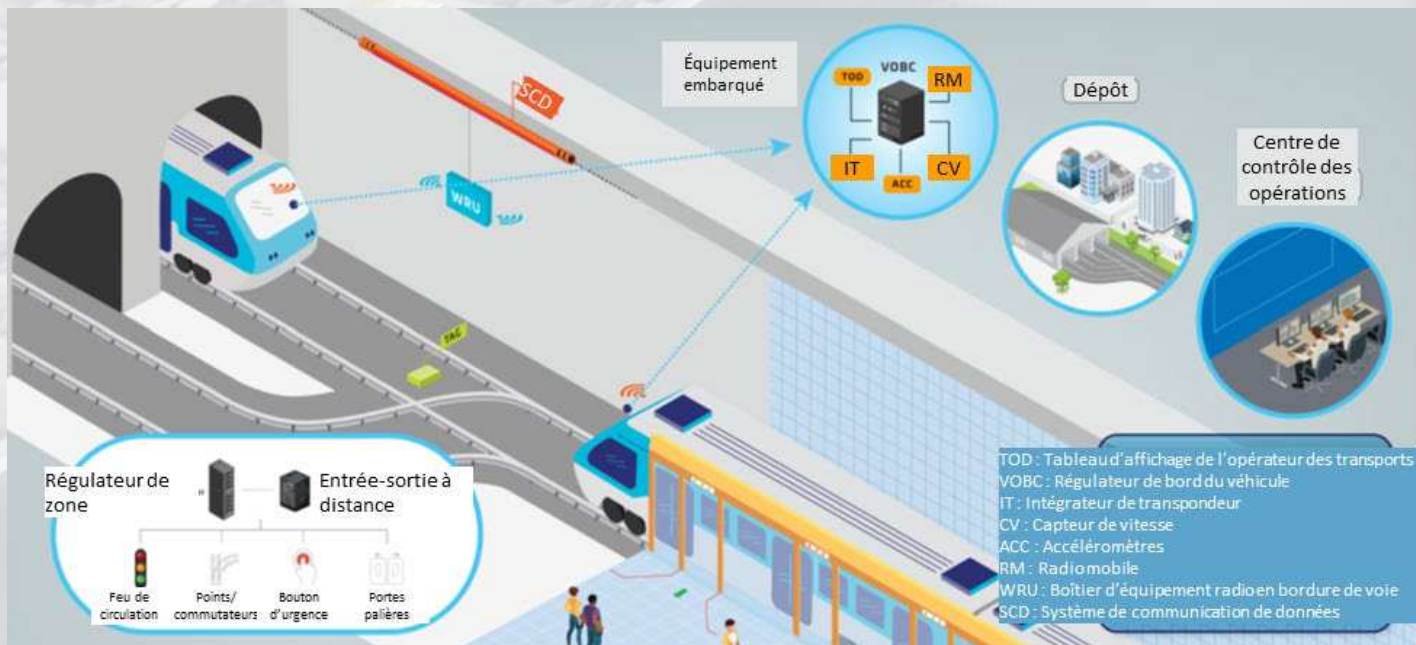 Équipement
embarqué
TOD
VOBC
RM
IT
ACC
CV
Dépôt
Centre de
contrôle des
opérations
SCD
WRU
TAG
Régulateur de
zone
Entrée-sortie à
distance
Feu de
circulation
Points/
commutateurs
Bouton
d'urgence
Portes
palières
TOD : Tableau d'affichage de l'opérateur des transports
VOBC : Régulateur de bord du véhicule
IT : Intégrateur de transpondeur
CV : Capteur de vitesse
ACC : Accéléromètres
RM : Radiomobile
WRU : Boîtier d'équipement radio en bordure de voie
SCD : Système de communication de données